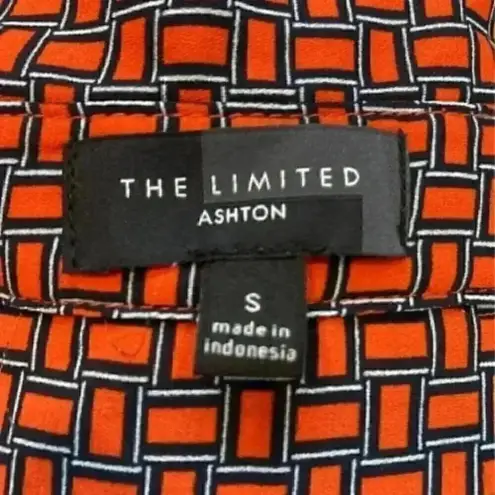 THE LIMITED
ASHTON
S
made in
indonesia